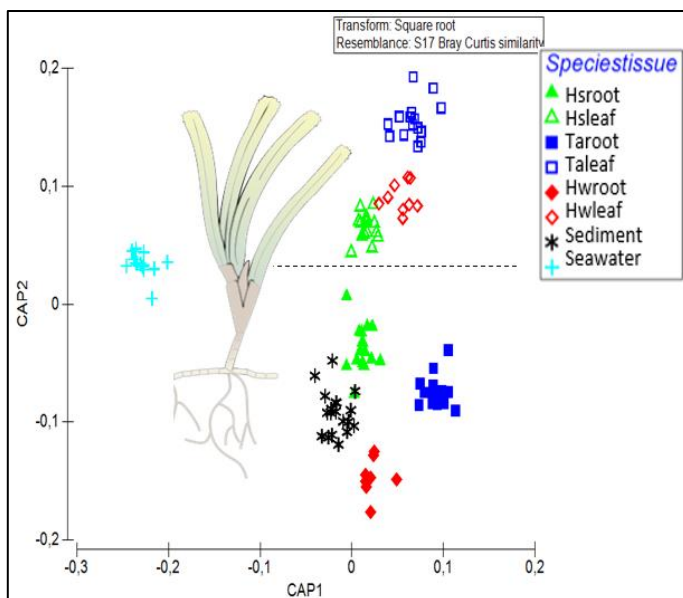 Transform: Square root
Resemblance: S17 Bray Curtis similarity
Speciestissue
Hsroot
Hsleaf
Taroot
Taleaf
Hwroot
Hwleaf
Sediment
Seawater
0,2
0,1
0
-0,1
-0,2
CAP2
-0,3
-0,2
-0,1
0
0,1
0,2
CAP1